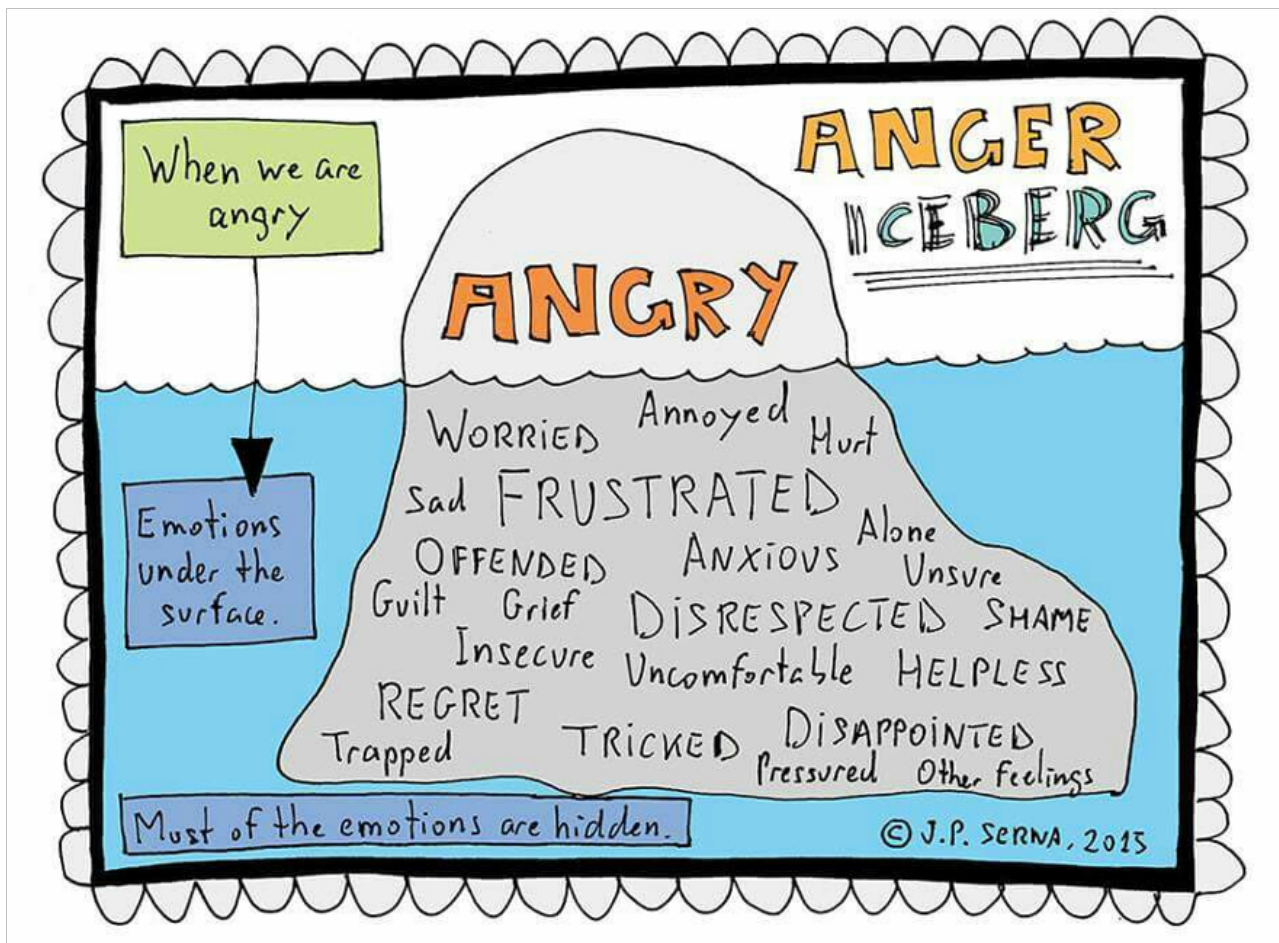 When we are
angry
ANGER
ICEBERG
ANGRY
Emotions
under the
surface.
WORRIED Annoyed Hurt
Sad FRUSTRATED
Alone
OFFENDED ANXIOUS Unsure
Guilt Grief DISRESPECTED SHAME
Insecure Uncomfortable HELPLESS
REGRET
Trapped TRICKED DISAPPOINTED
Pressured Other feelings
Most of the emotions are hidden.
© J.P. SERNA, 2015